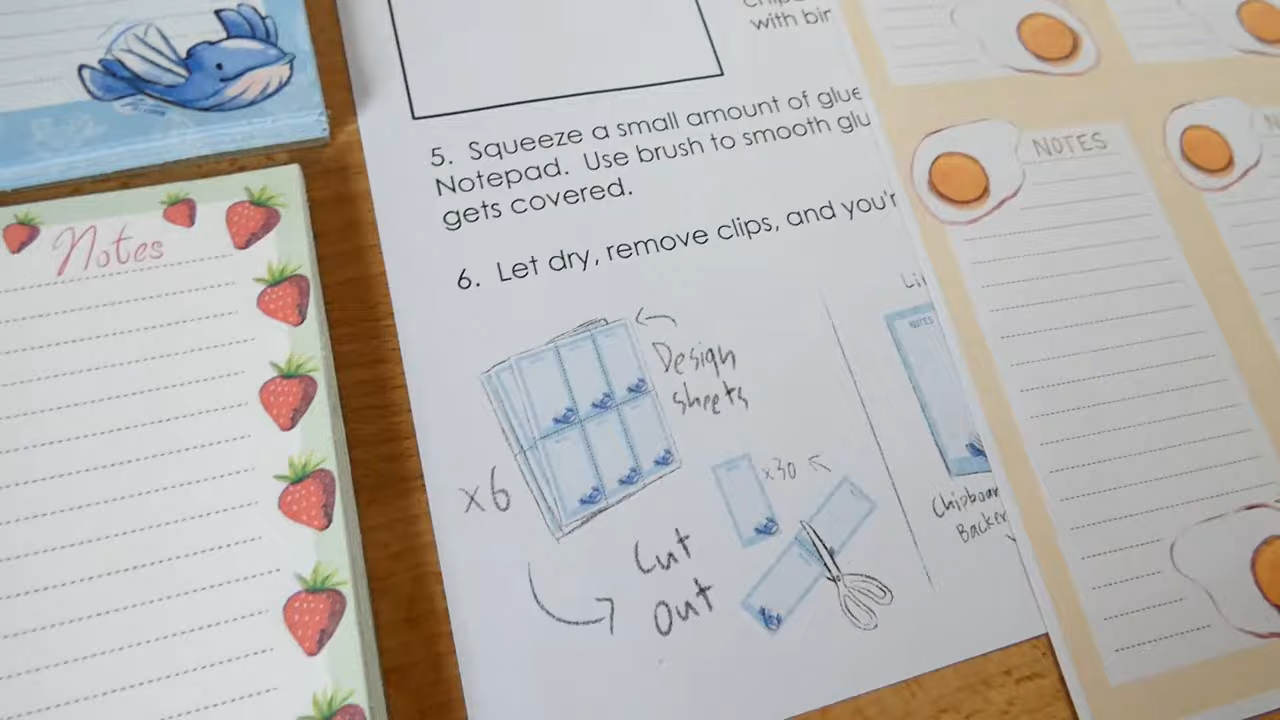 Notes
with bir
5. Squeeze a small amount of glue
Notepad. Use brush to smooth glu
gets covered.
6. Let dry, remove clips, and you'r
Design
sheets
x6
x30
Cut
out
NOTES
Chipboar
Backer
NOTES